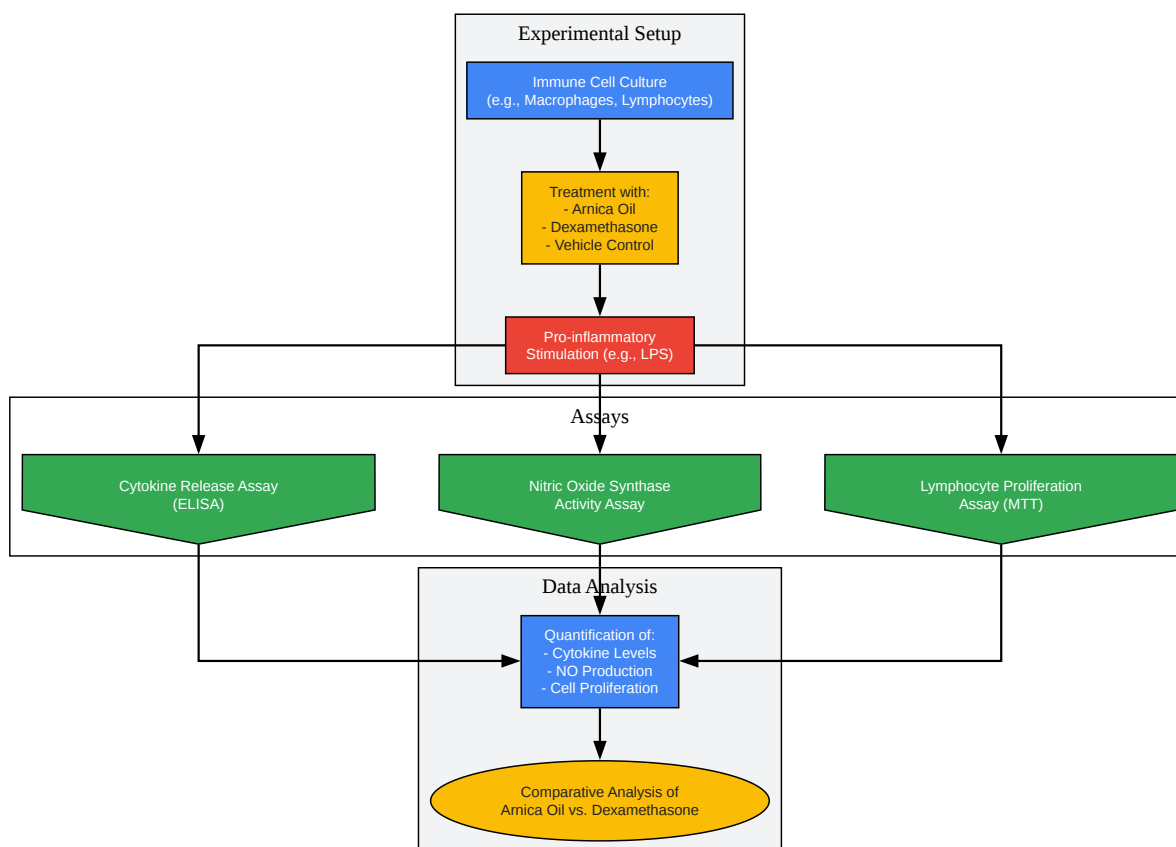 Experimental Setup
Immune Cell Culture
(e.g., Macrophages, Lymphocytes)
Treatment with:
- Arnica Oil
- Dexamethasone
- Vehicle Control
Pro-inflammatory
Stimulation (e.g., LPS)
Assays
Cytokine Release Assay
(ELISA)
Nitric Oxide Synthase
Activity Assay
Lymphocyte Proliferation
Assay (MTT)
Data Analysis
Quantification of:
- Cytokine Levels
- NO Production
- Cell Proliferation
Comparative Analysis of
Arnica Oil vs. Dexamethasone